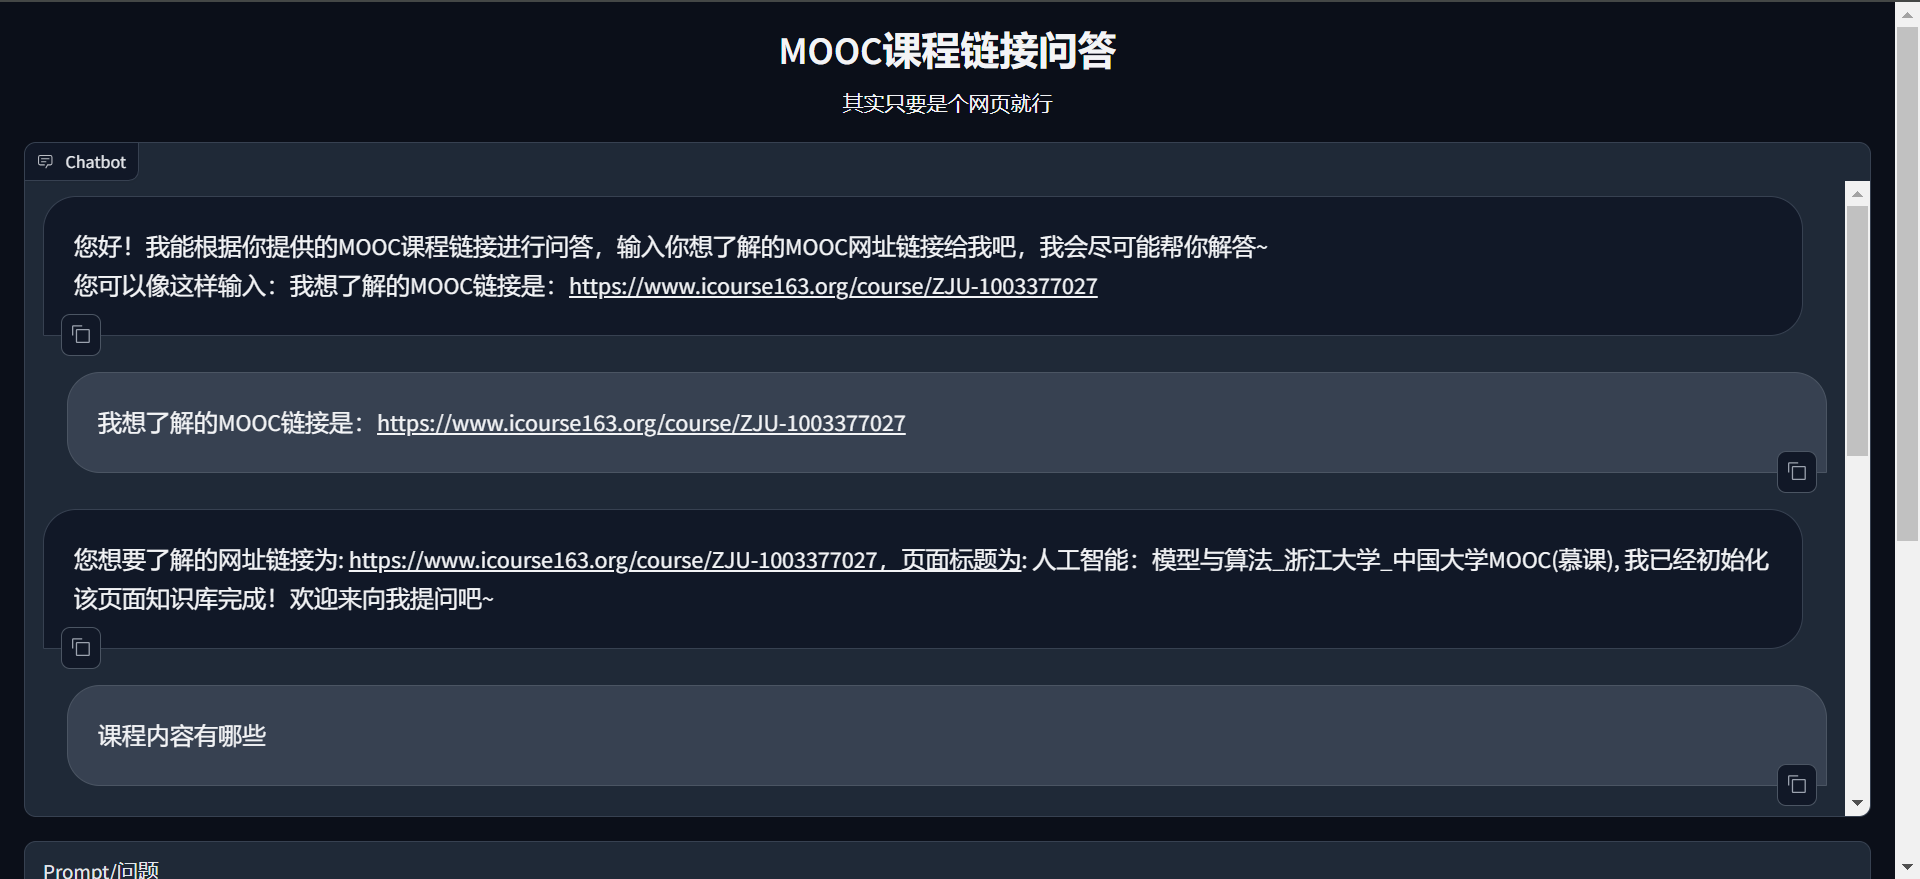 MOOC课程链接问答
其实只要是个网页就行
Chatbot
您好！我能根据你提供的MOOC课程链接进行问答，输入你想了解的MOOC网址链接给我吧，我会尽可能帮你解答~
您可以像这样输入：我想了解的MOOC链接是：https://www.icourse163.org/course/ZJU-1003377027
我想了解的MOOC链接是：https://www.icourse163.org/course/ZJU-1003377027
您想要了解的网址链接为: https://www.icourse163.org/course/ZJU-1003377027，页面标题为: 人工智能：模型与算法_浙江大学_中国大学MOOC(慕课), 我已经初始化
该页面知识库完成！欢迎来向我提问吧~
课程内容有哪些
Prompt/问题